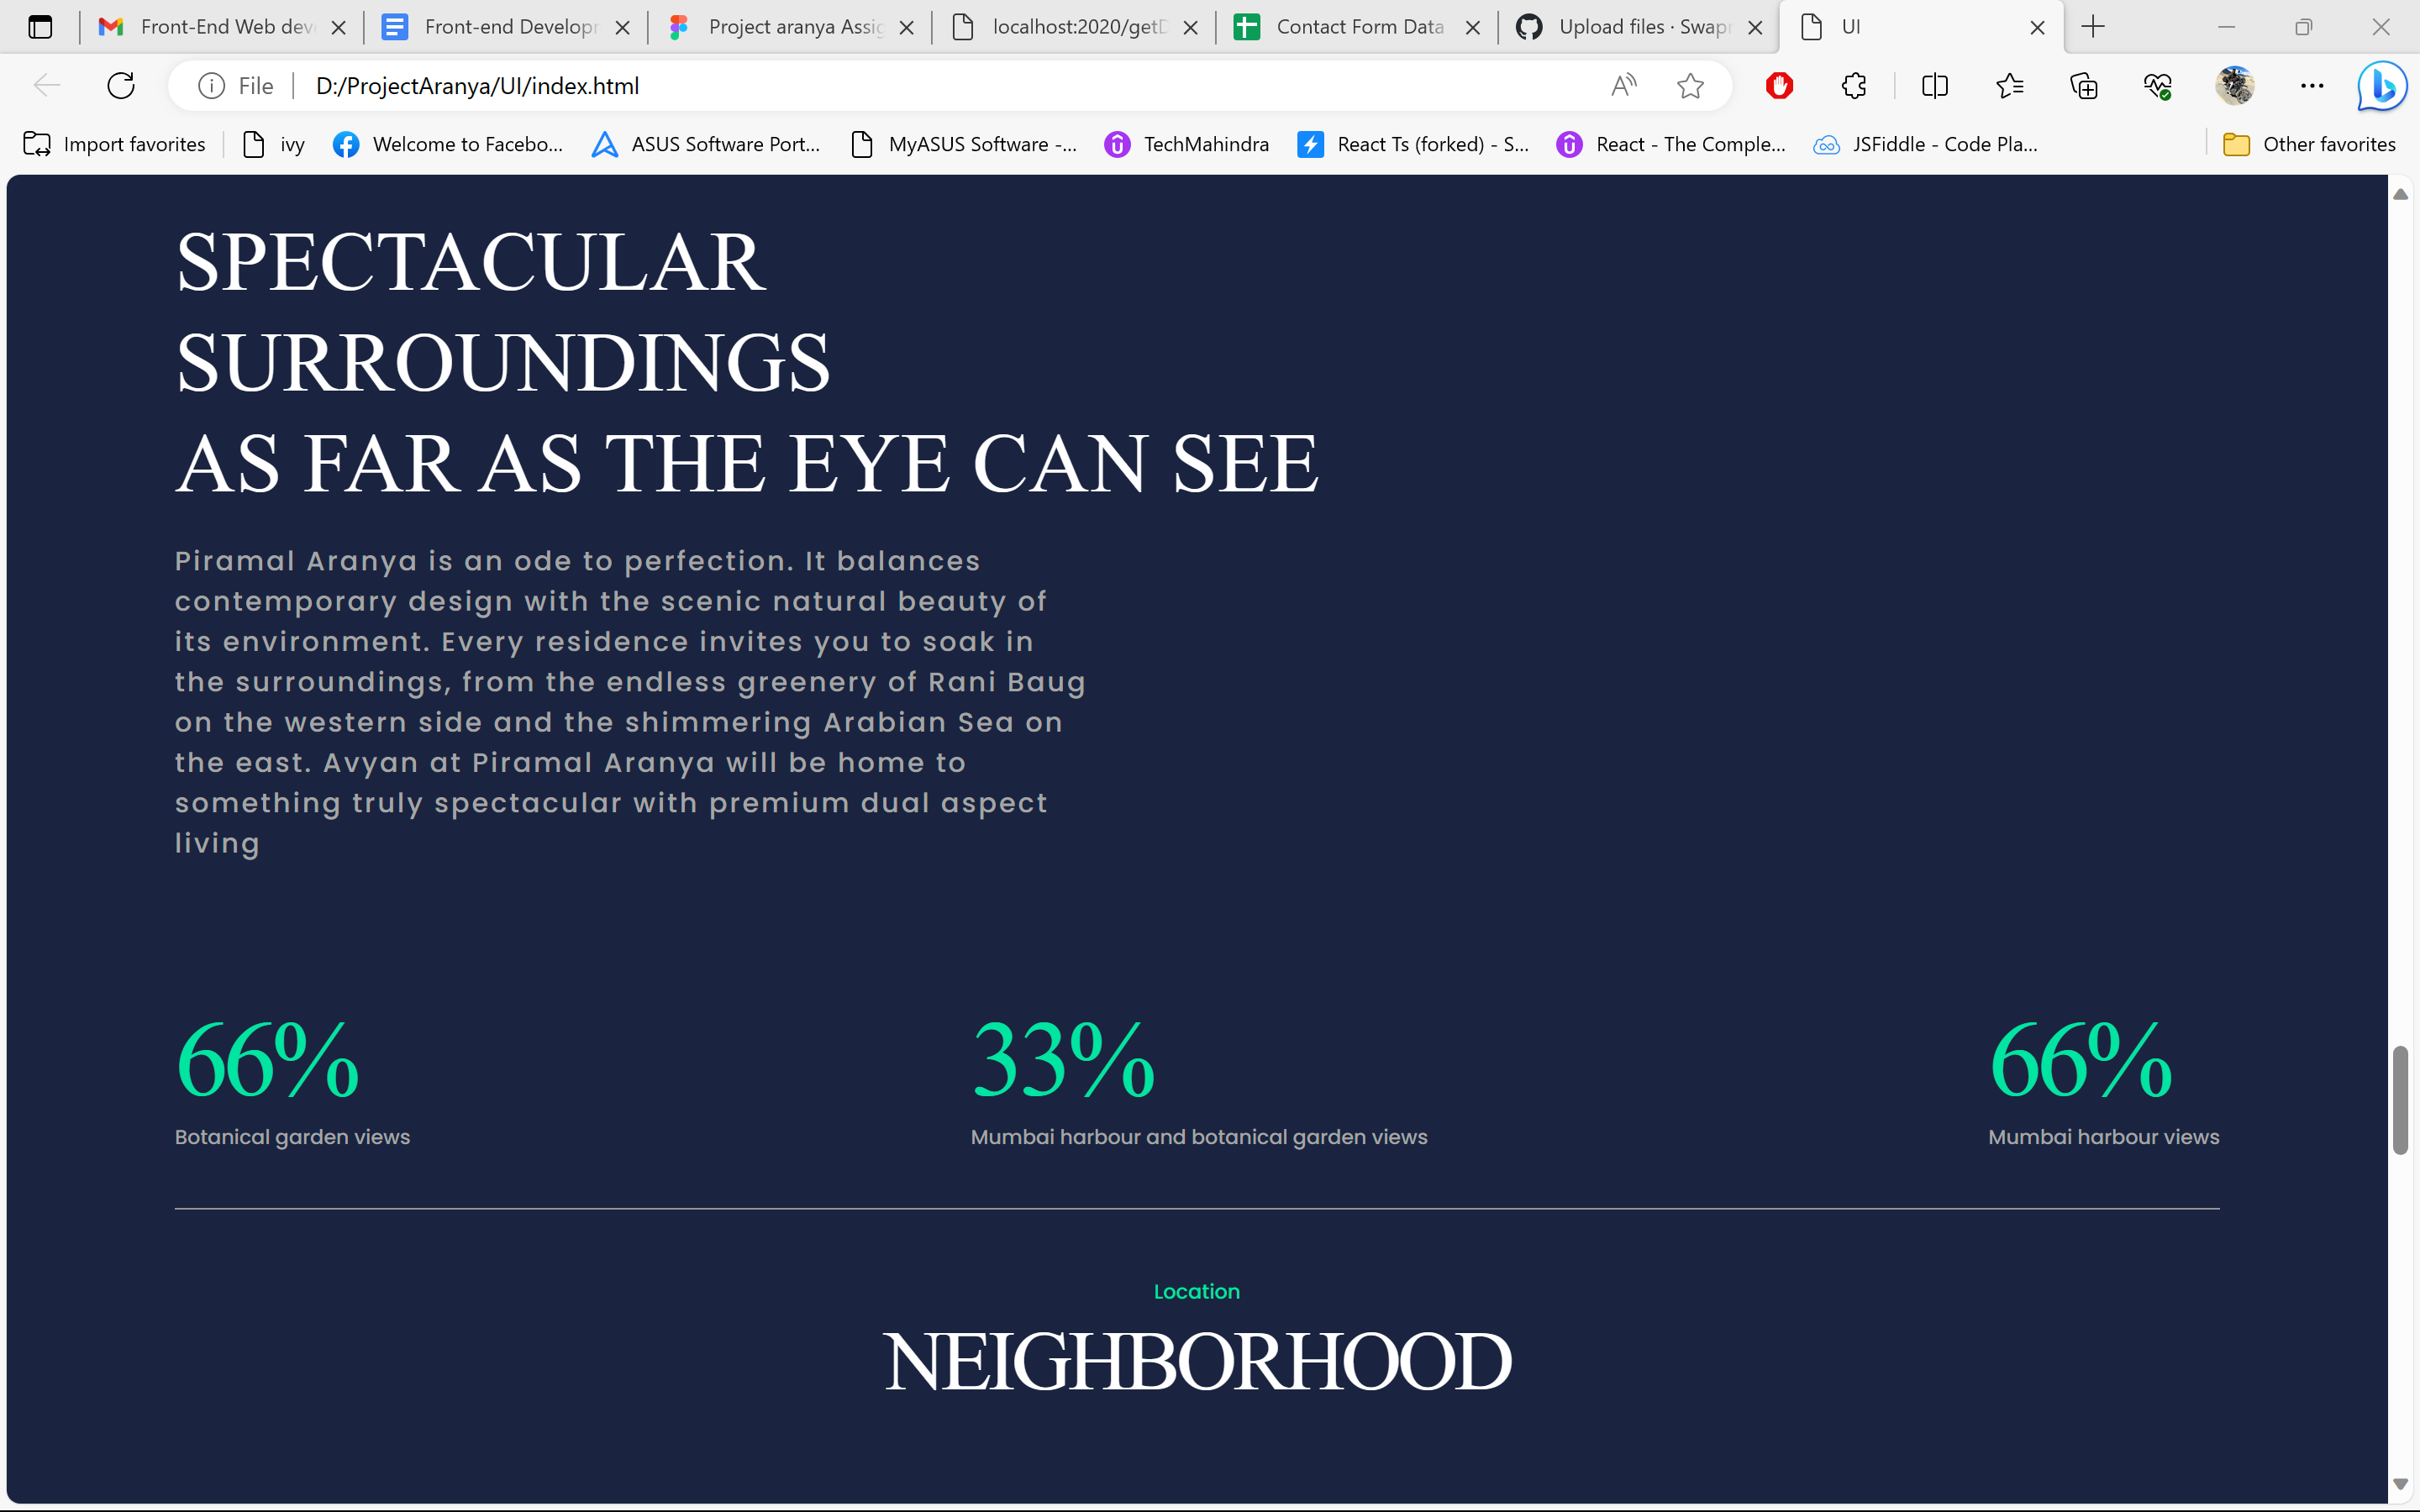 Front-End Web dev
Front-end Developr
Project aranya Assig
localhost:2020/getD
Contact Form Data
Upload files · Swapn
UI
File
D:/ProjectAranya/UI/index.html
Import favorites
ivy
Welcome to Facebo...
ASUS Software Port...
MyASUS Software -...
TechMahindra
React Ts (forked) - S...
React - The Comple...
JSFiddle - Code Pla...
Other favorites
SPECTACULAR
SURROUNDINGS
AS FAR AS THE EYE CAN SEE
Piramal Aranya is an ode to perfection. It balances
contemporary design with the scenic natural beauty of
its environment. Every residence invites you to soak in
the surroundings, from the endless greenery of Rani Baug
on the western side and the shimmering Arabian Sea on
the east. Avyan at Piramal Aranya will be home to
something truly spectacular with premium dual aspect
living
66%
Botanical garden views
33%
Mumbai harbour and botanical garden views
66%
Mumbai harbour views
Location
NEIGHBORHOOD